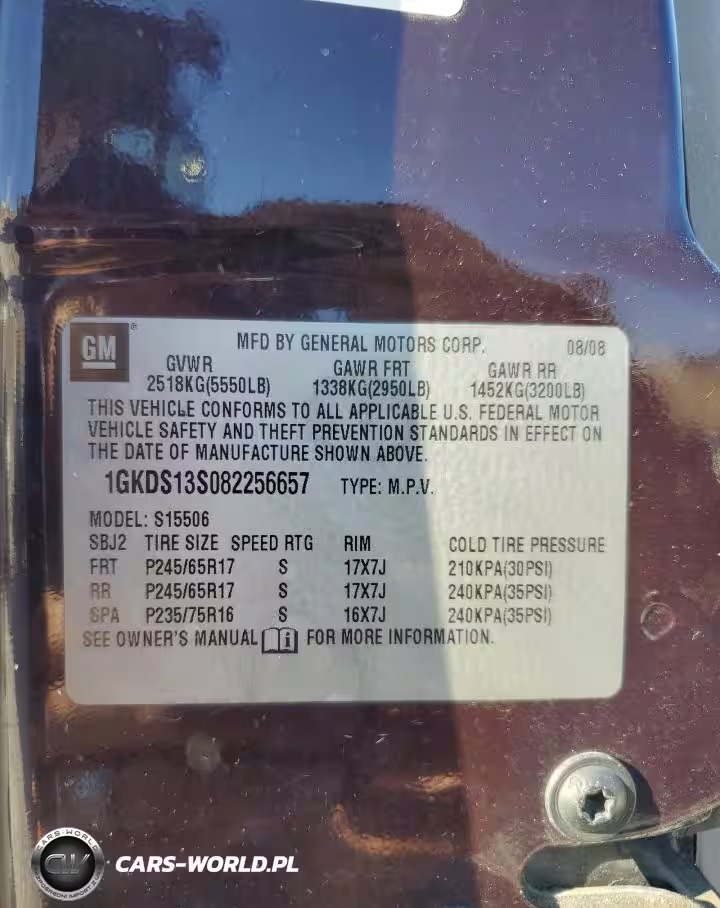 GM ® MFD BY GENERAL MOTORS CORP. 08/08
GVWR GAWR FRT GAWR RR
2518KG(5550LB) 1338KG(2950LB) 1452KG(3200LB)
THIS VEHICLE CONFORMS TO ALL APPLICABLE U.S. FEDERAL MOTOR
VEHICLE SAFETY AND THEFT PREVENTION STANDARDS IN EFFECT ON
THE DATE OF MANUFACTURE SHOWN ABOVE.
1GKDS13S082256657 TYPE: M.P.V.
MODEL: S15506
SBJ2 TIRE SIZE SPEED RTG RIM COLD TIRE PRESSURE
FRT P245/65R17 S 17X7J 210KPA(30PSI)
RR P245/65R17 S 17X7J 240KPA(35PSI)
SPA P235/75R16 S 16X7J 240KPA(35PSI)
SEE OWNER'S MANUAL i FOR MORE INFORMATION.
CARS-WORLD
CW
CARS-WORLD.PL